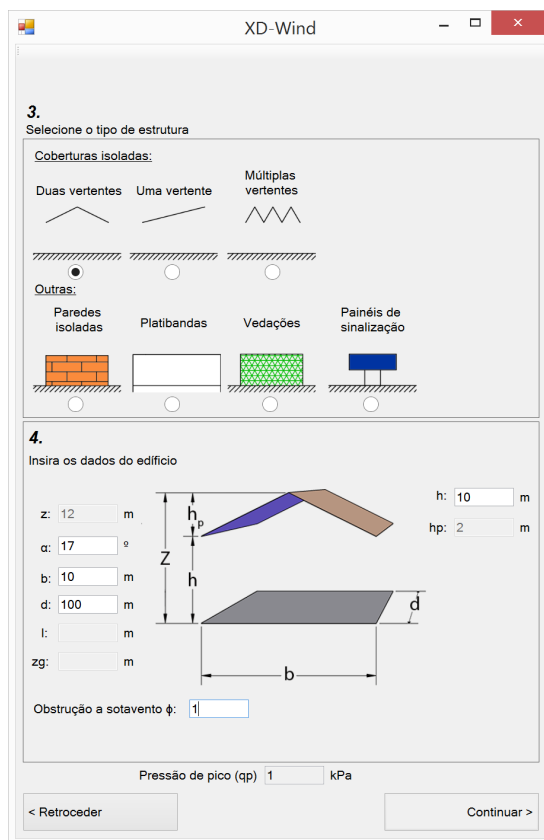 XD-Wind
3.
Selecione o tipo de estrutura
Coberturas isoladas:
Duas vertentes
Uma vertente
Múltiplas
vertentes
Outras:
Paredes
isoladas
Platibandas
Vedações
Painéis de
sinalização
4.
Insira os dados do edíficio
z: 12 m
α: 17 º
b: 10 m
d: 100 m
l: m
zg: m
hp
Z
h
d
b
h: 10 m
hp: 2 m
Obstrução a sotavento ϕ: 1
Pressão de pico (qp) 1 kPa
< Retroceder
Continuar >